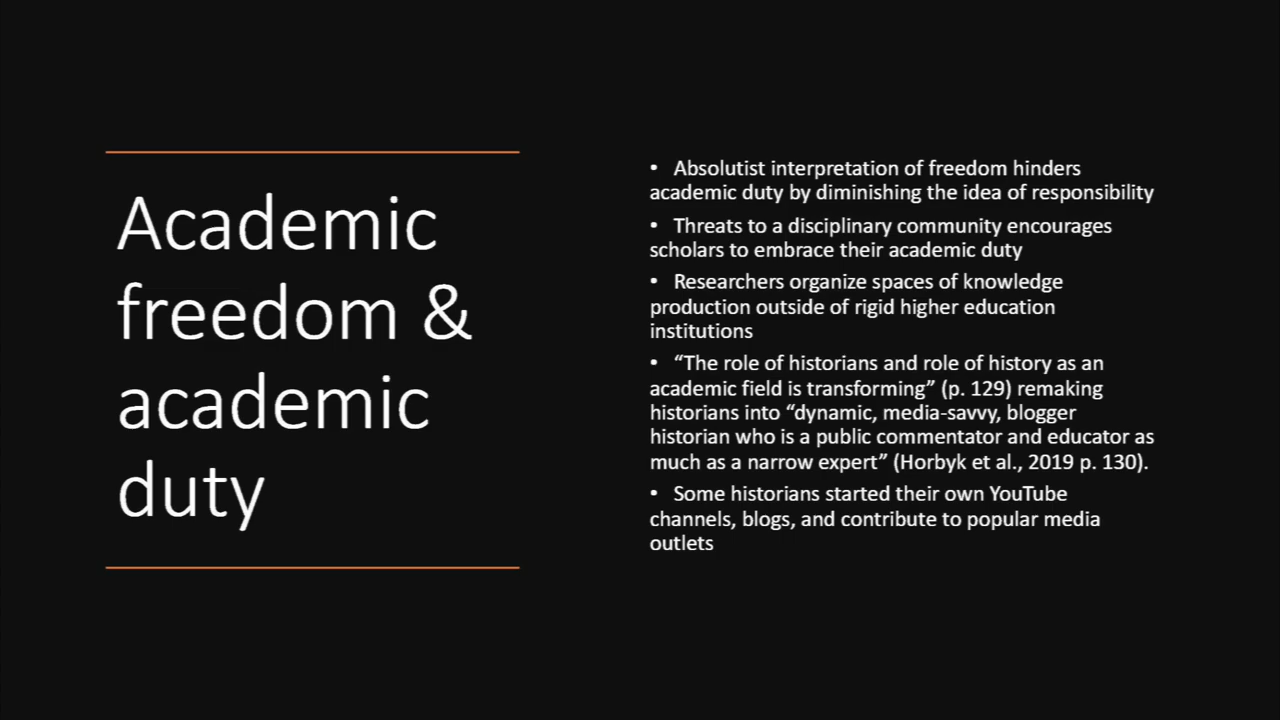 Academic
freedom &
academic
duty
• Absolutist interpretation of freedom hinders
academic duty by diminishing the idea of responsibility
• Threats to a disciplinary community encourages
scholars to embrace their academic duty
• Researchers organize spaces of knowledge
production outside of rigid higher education
institutions
• “The role of historians and role of history as an
academic field is transforming” (p. 129) remaking
historians into “dynamic, media-savvy, blogger
historian who is a public commentator and educator as
much as a narrow expert” (Horbyk et al., 2019 p. 130).
• Some historians started their own YouTube
channels, blogs, and contribute to popular media
outlets